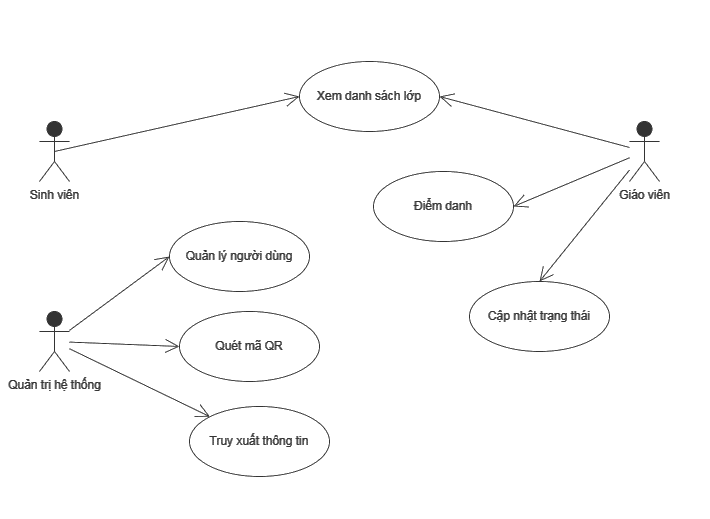 Xem danh sách lớp
Sinh viên
Giáo viên
Điểm danh
Quản lý người dùng
Cập nhật trạng thái
Quét mã QR
Quản trị hệ thống
Truy xuất thông tin